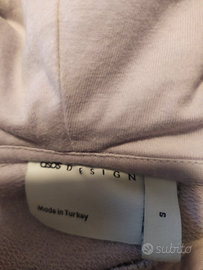 asos DESIGN
Made in Turkey
S
subito